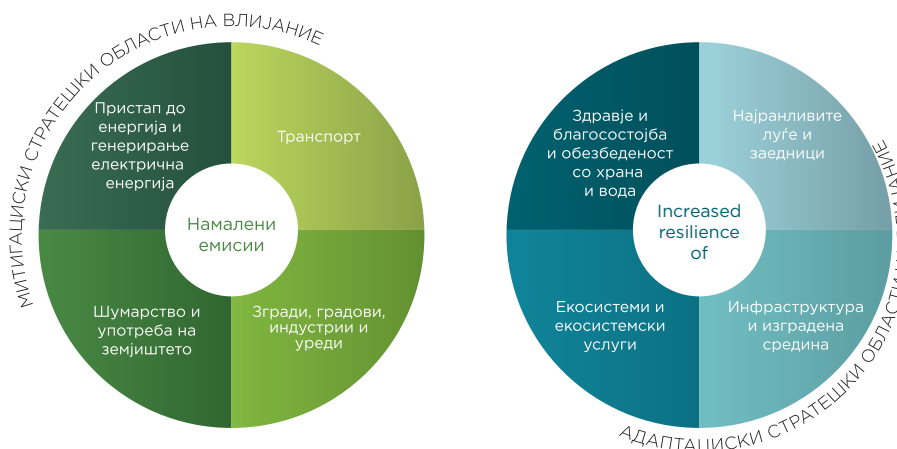 МИТИГАЦИСКИ СТРАТЕШКИ ОБЛАСТИ НА ВЛИЈАНИЕ
Пристап до
енергија и
генерирање
електрична
енергија
Транспорт
Намалени
емисии
Шумарство и
употреба на
земјиштето
Згради, градови,
индустрии и
уреди
Здравје и
благосостојба
и обезбеденост
со храна
и вода
Најранливите
луѓе и
заедници
Increased
resilience
of
Екосистеми и
екосистемски
услуги
Инфраструктура
и изградена
средина
АДАПТАЦИСКИ СТРАТЕШКИ ОБЛАСТИ